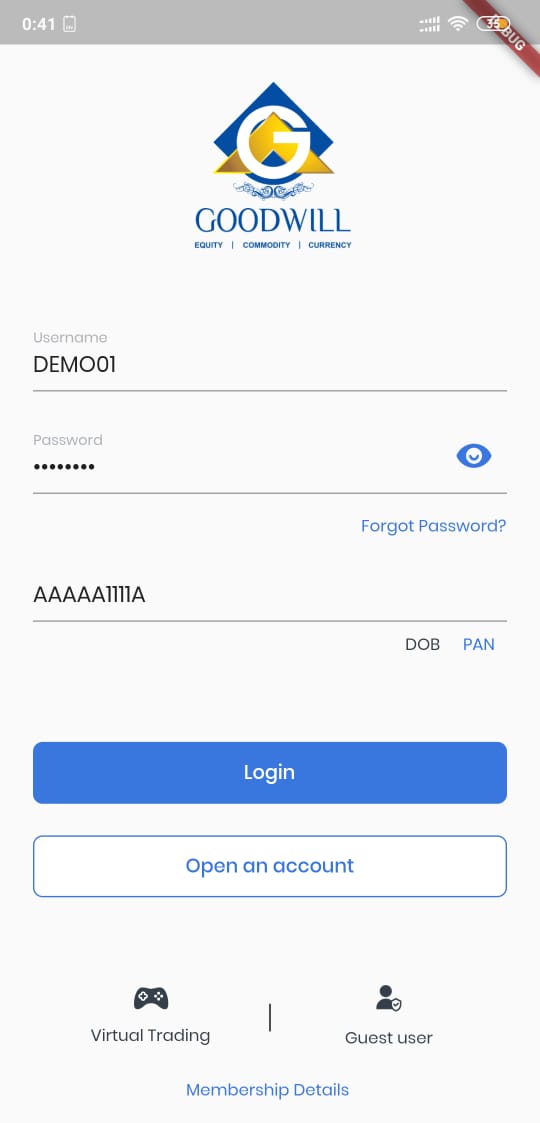 0:41
35
DEBUG
G
GOODWILL
EQUITY | COMMODITY | CURRENCY
Username
DEMO01
Password
••••••••
Forgot Password?
AAAAA1111A
DOB PAN
Login
Open an account
Virtual Trading | Guest user
Membership Details